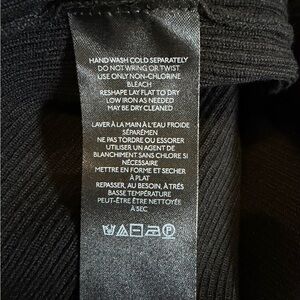 HAND WASH COLD SEPARATELY
DO NOT WRING OR TWIST
USE ONLY NON-CHLORINE
BLEACH
RESHAPE LAY FLAT TO DRY
LOW IRON AS NEEDED
MAY BE DRY CLEANED
LAVER À LA MAIN À L'EAU FROIDE
SÉPARÉMEN
NE PAS TORDRE OU ESSORER
UTILISER UN AGENT DE
BLANCHIMENT SANS CHLORE SI
NÉCESSAIRE
METTRE EN FORME ET SECHER
À PLAT
REPASSER, AU BESOIN, À TRÉS
BASSE TEMPÉRATURE
PEUT-ÊTRE ÊTRE NETTOYÉE
À SEC
P